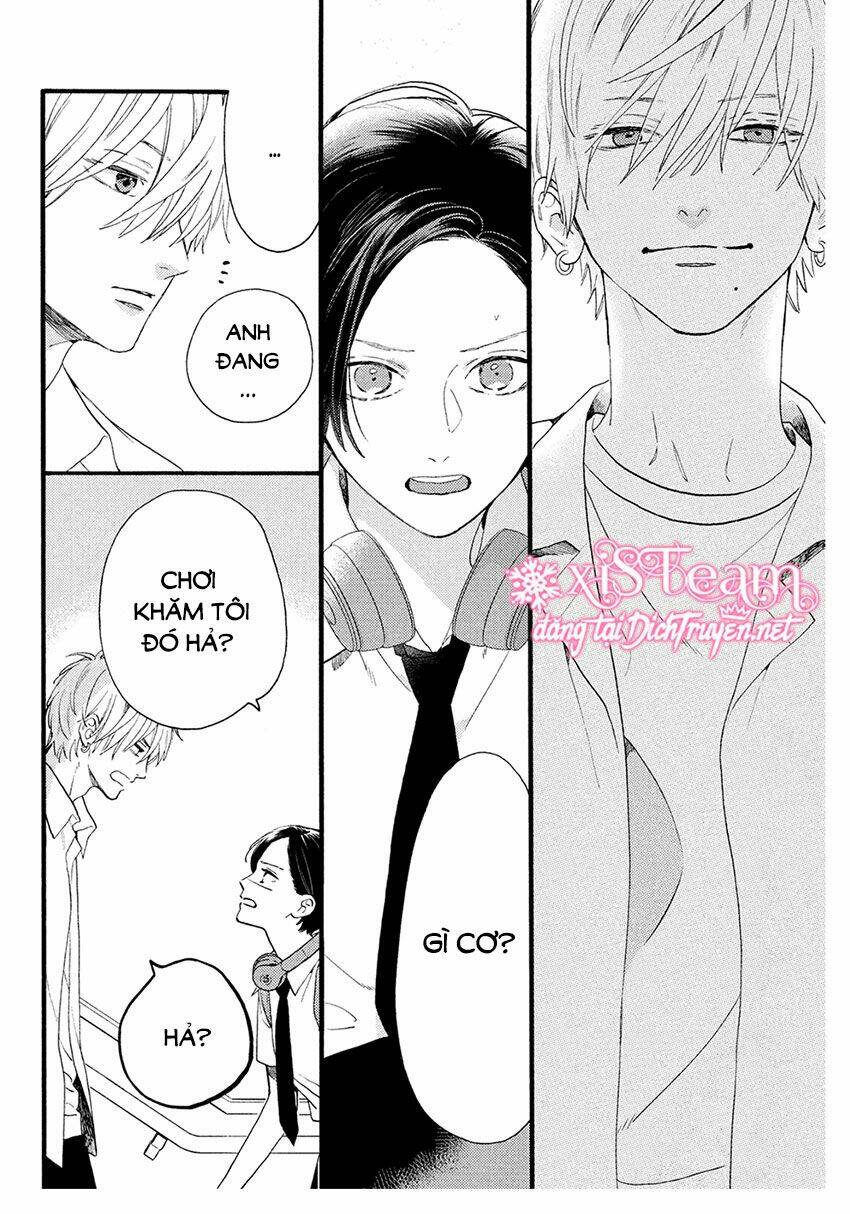 GÌ CƠ?
...
ANH
ĐANG
...
CHƠI
KHĂM TÔI
ĐÓ HẢ?
HẢ?
xiSTeam
đăng tại DichTruyen.net